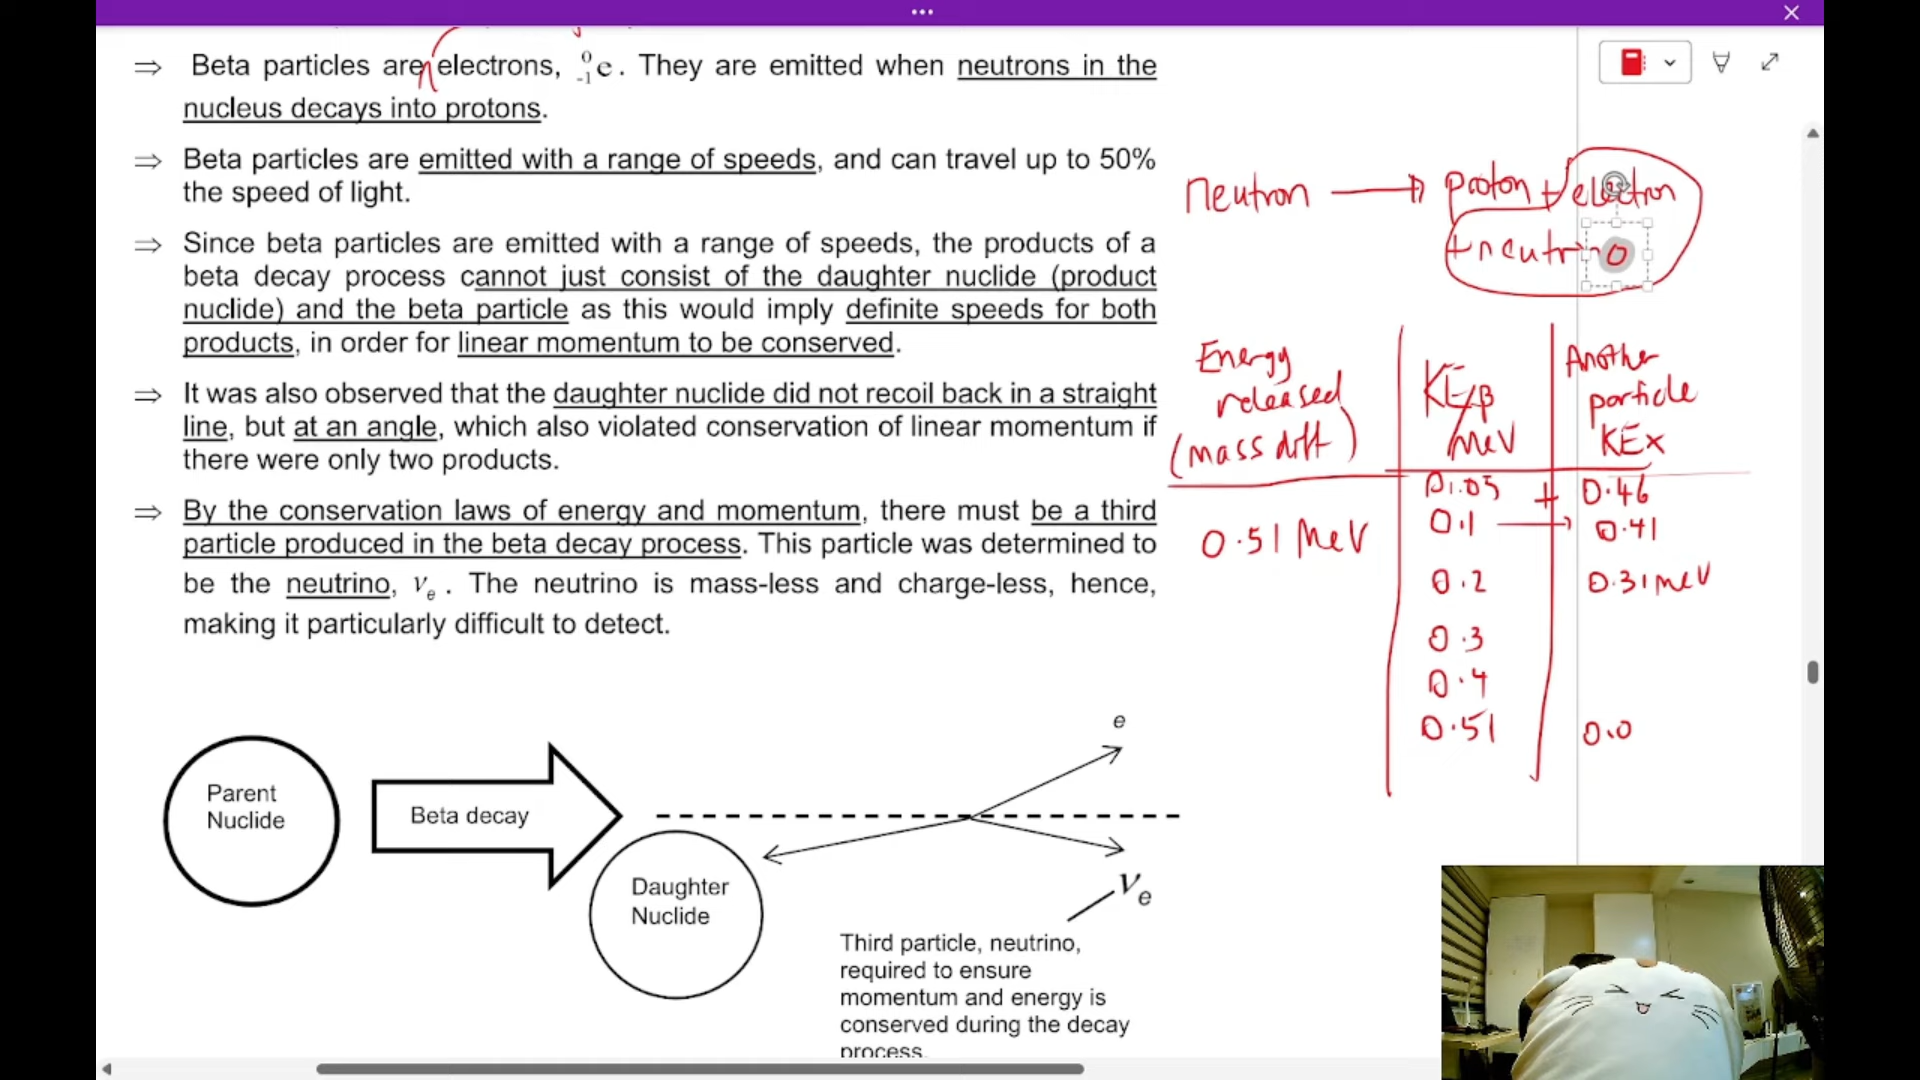 ⇒ Beta particles are electrons, ⁰₋₁e. They are emitted when neutrons in the
nucleus decays into protons.
⇒ Beta particles are emitted with a range of speeds, and can travel up to 50%
the speed of light.
⇒ Since beta particles are emitted with a range of speeds, the products of a
beta decay process cannot just consist of the daughter nuclide (product
nuclide) and the beta particle as this would imply definite speeds for both
products, in order for linear momentum to be conserved.
⇒ It was also observed that the daughter nuclide did not recoil back in a straight
line, but at an angle, which also violated conservation of linear momentum if
there were only two products.
⇒ By the conservation laws of energy and momentum, there must be a third
particle produced in the beta decay process. This particle was determined to
be the neutrino, νₑ. The neutrino is mass-less and charge-less, hence,
making it particularly difficult to detect.
Parent
Nuclide
Beta decay
Daughter
Nuclide
e
νₑ
Third particle, neutrino,
required to ensure
momentum and energy is
conserved during the decay
process.
neutron → proton + electron
+ neutrino
Energy
released
(mass diff)
KE/β
/MeV
Another
particle
KEx
0.05 + 0.46
0.1 → 0.41
0.51 MeV
0.2 0.31 MeV
0.3
0.4
0.51 0.0